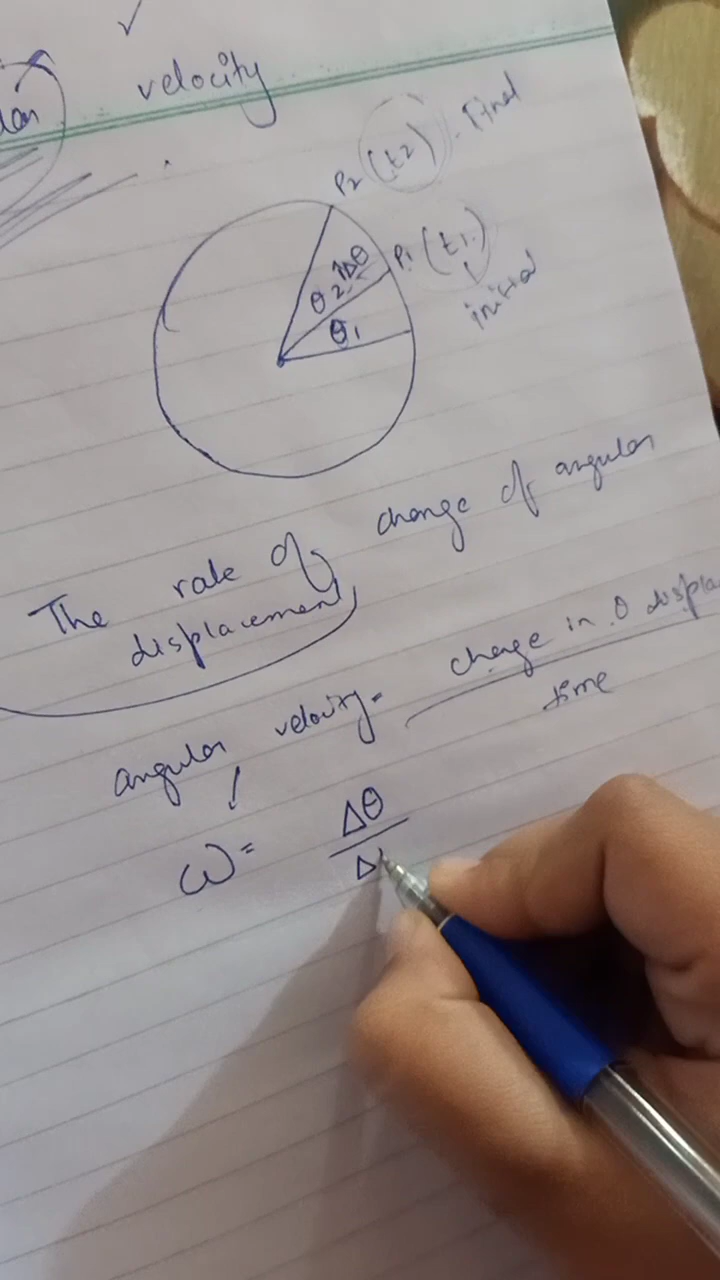 velocity
P2 (t2). Final
P1 (t1)
initial
Δθ
θ2
θ1
The rate of change of angular
displacement
angular velocity = change in θ displa
time
ω = Δθ
Δt